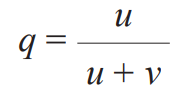 q = u / (u + v)